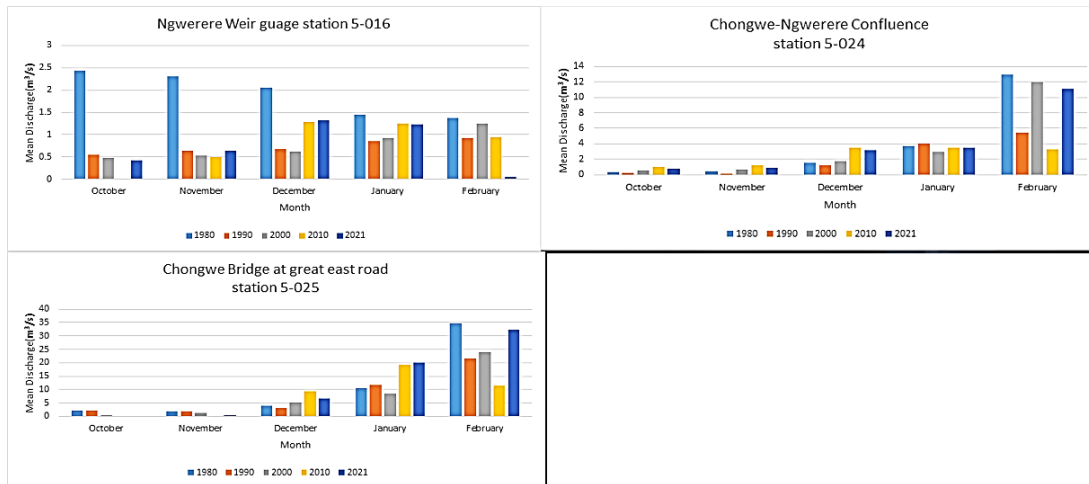 Ngwerere Weir guage station 5-016
Mean Discharge(m³/s)
3
2.5
2
1.5
1
0.5
0
October November December January February
Month
1980 1990 2000 2010 2021
Chongwe-Ngwerere Confluence
station 5-024
Mean Discharge(m³/s)
14
12
10
8
6
4
2
0
October November December January February
Month
1980 1990 2000 2010 2021
Chongwe Bridge at great east road
station 5-025
Mean Discharge(m³/s)
40
35
30
25
20
15
10
5
0
October November December January February
Month
1980 1990 2000 2010 2021